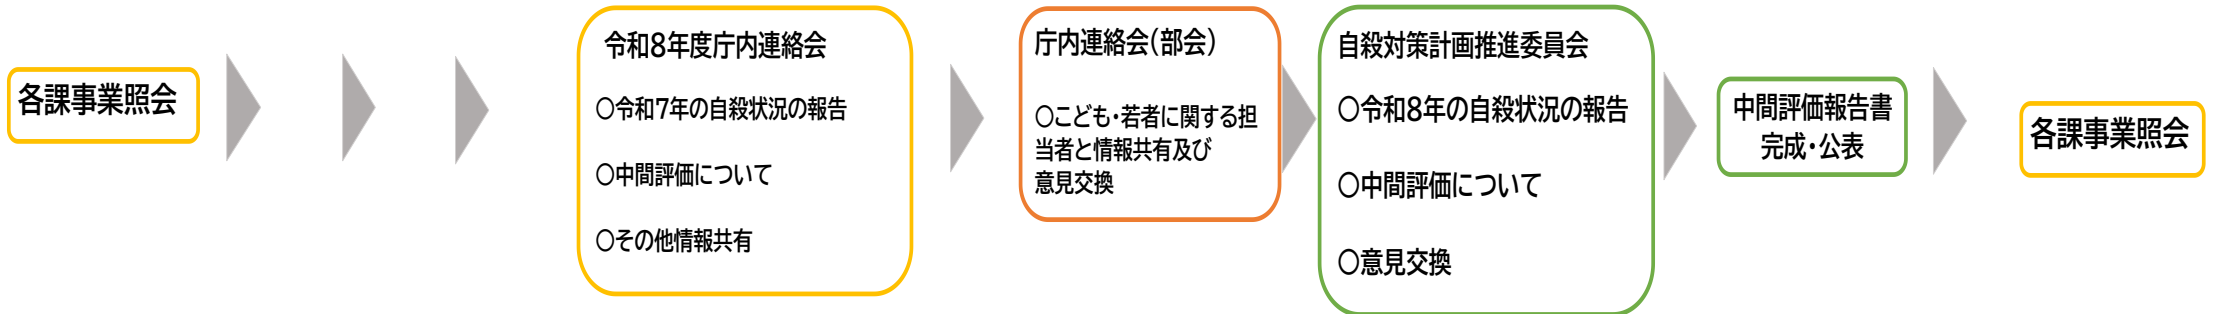 各課事業照会
令和8年度庁内連絡会
〇令和7年の自殺状況の報告
〇中間評価について
〇その他情報共有
庁内連絡会(部会)
〇こども・若者に関する担
当者と情報共有及び
意見交換
自殺対策計画推進委員会
〇令和8年の自殺状況の報告
〇中間評価について
〇意見交換
中間評価報告書
完成・公表
各課事業照会